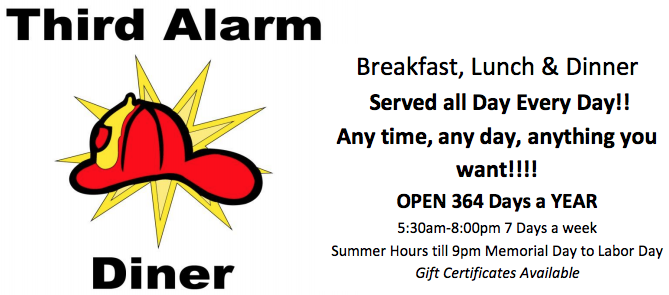 Third Alarm
Diner
Breakfast, Lunch & Dinner
Served all Day Every Day!!
Any time, any day, anything you
want!!!!
OPEN 364 Days a YEAR
5:30am-8:00pm 7 Days a week
Summer Hours till 9pm Memorial Day to Labor Day
Gift Certificates Available